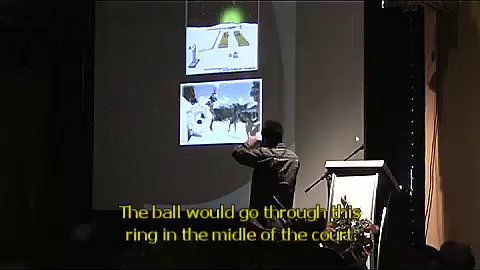 The ball would go through this
ring in the midle of the court.